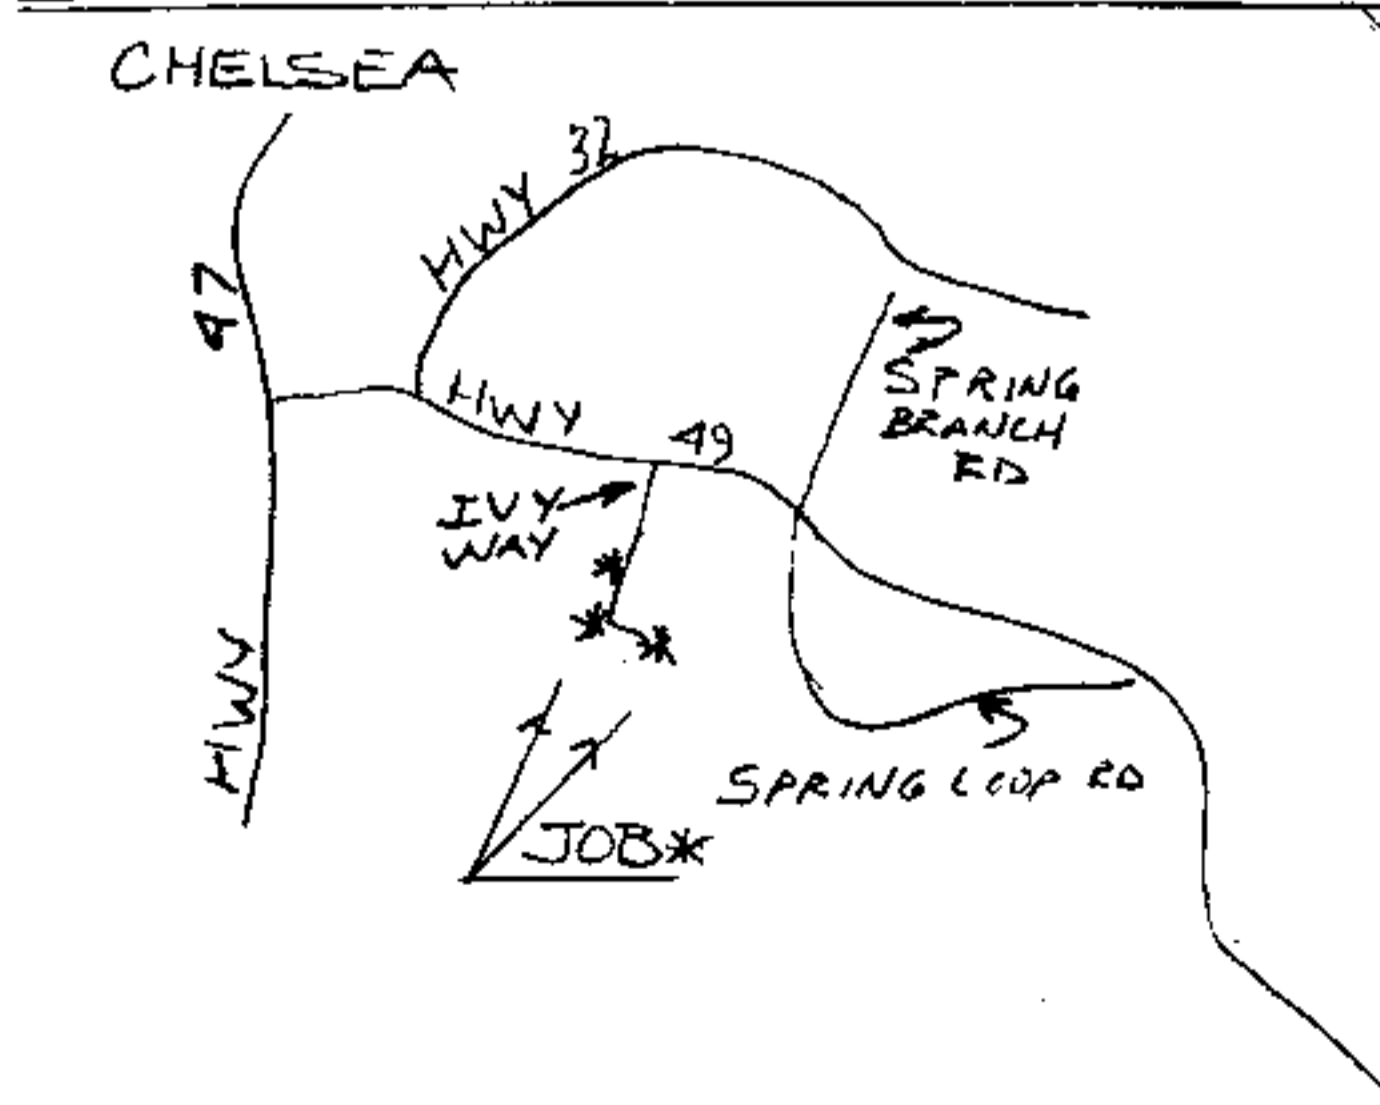 CHELSEA
HWY 32
HWY 47
HWY 49
SPRING
BRANCH
RD
IVY
WAY
SPRING LOOP RD
JOB*